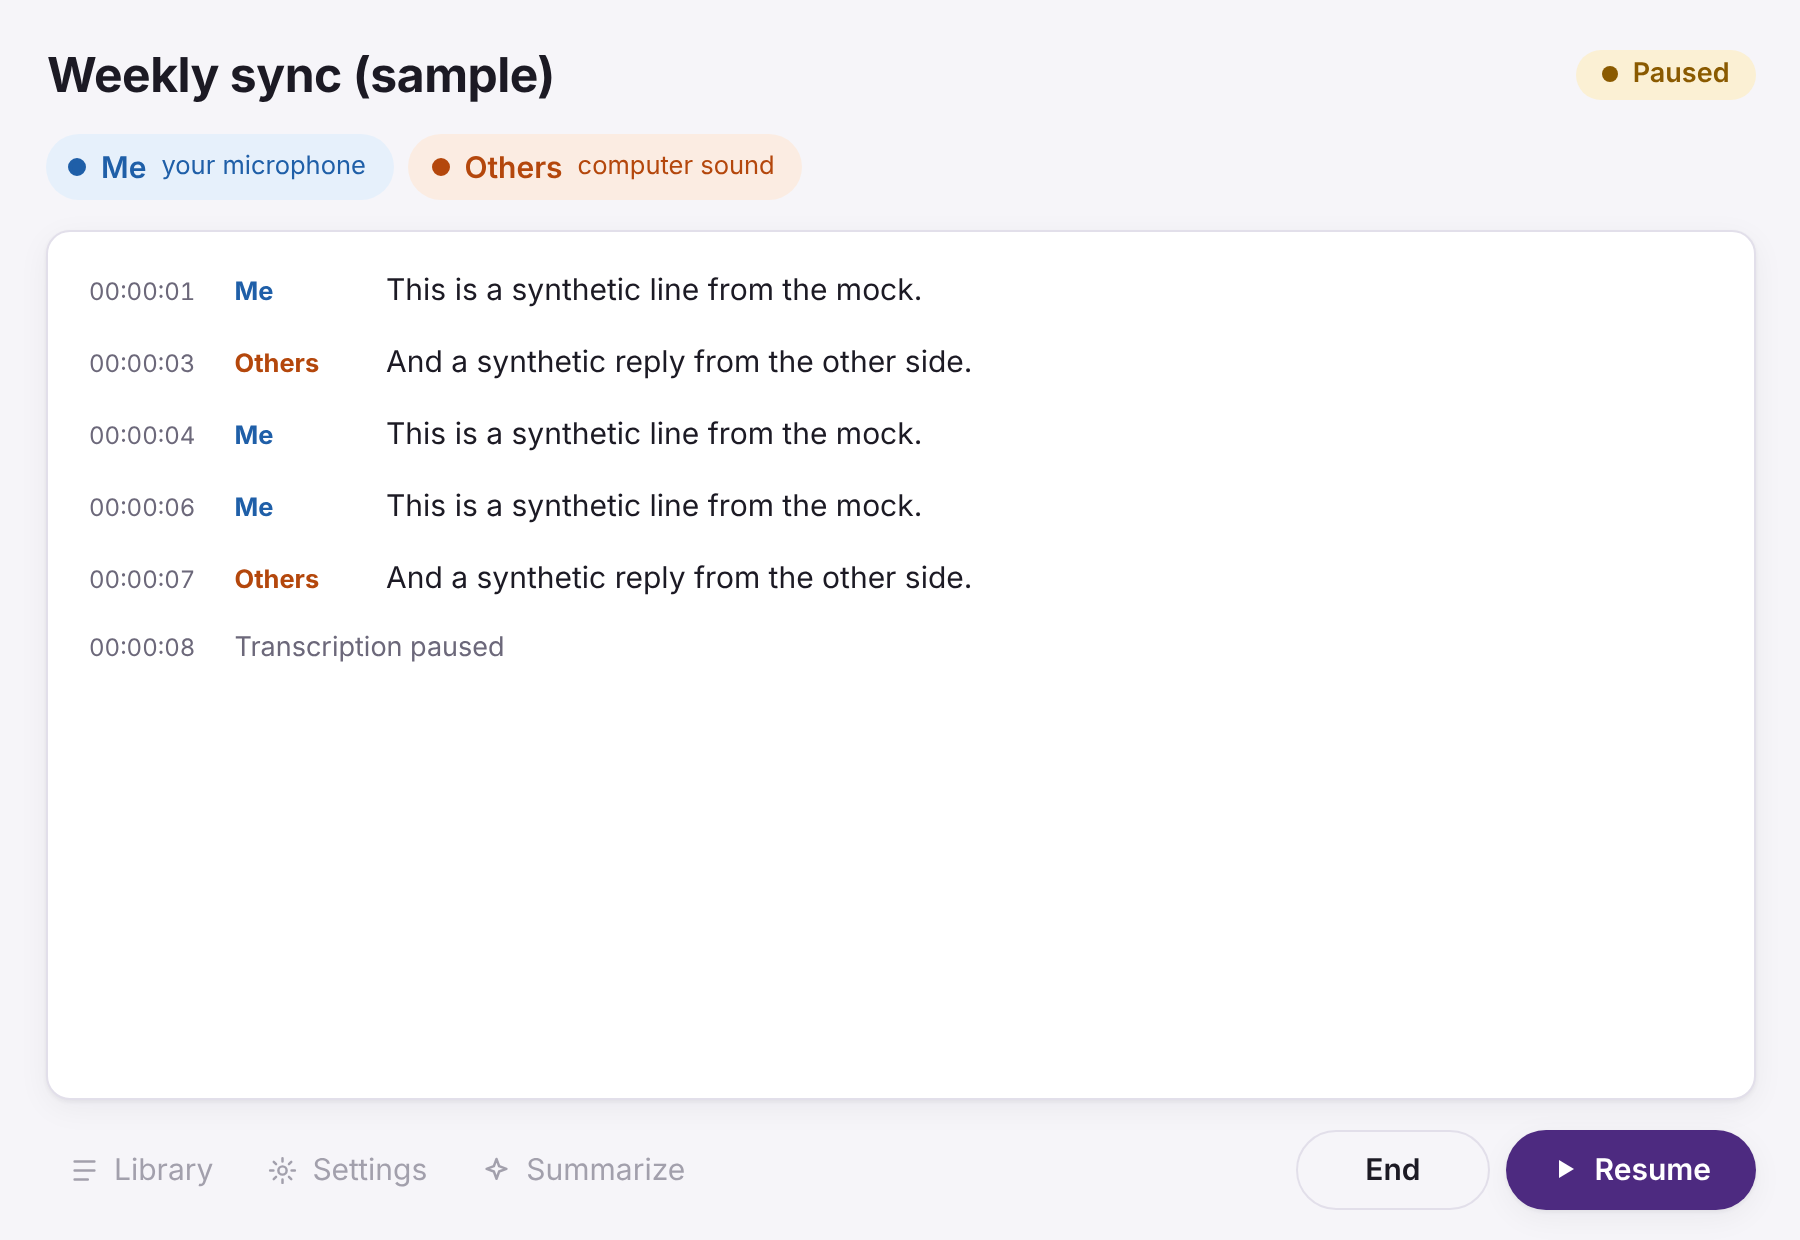 Weekly sync (sample)
Paused
Me your microphone
Others computer sound
00:00:01 Me This is a synthetic line from the mock.
00:00:03 Others And a synthetic reply from the other side.
00:00:04 Me This is a synthetic line from the mock.
00:00:06 Me This is a synthetic line from the mock.
00:00:07 Others And a synthetic reply from the other side.
00:00:08 Transcription paused
Library Settings Summarize End Resume